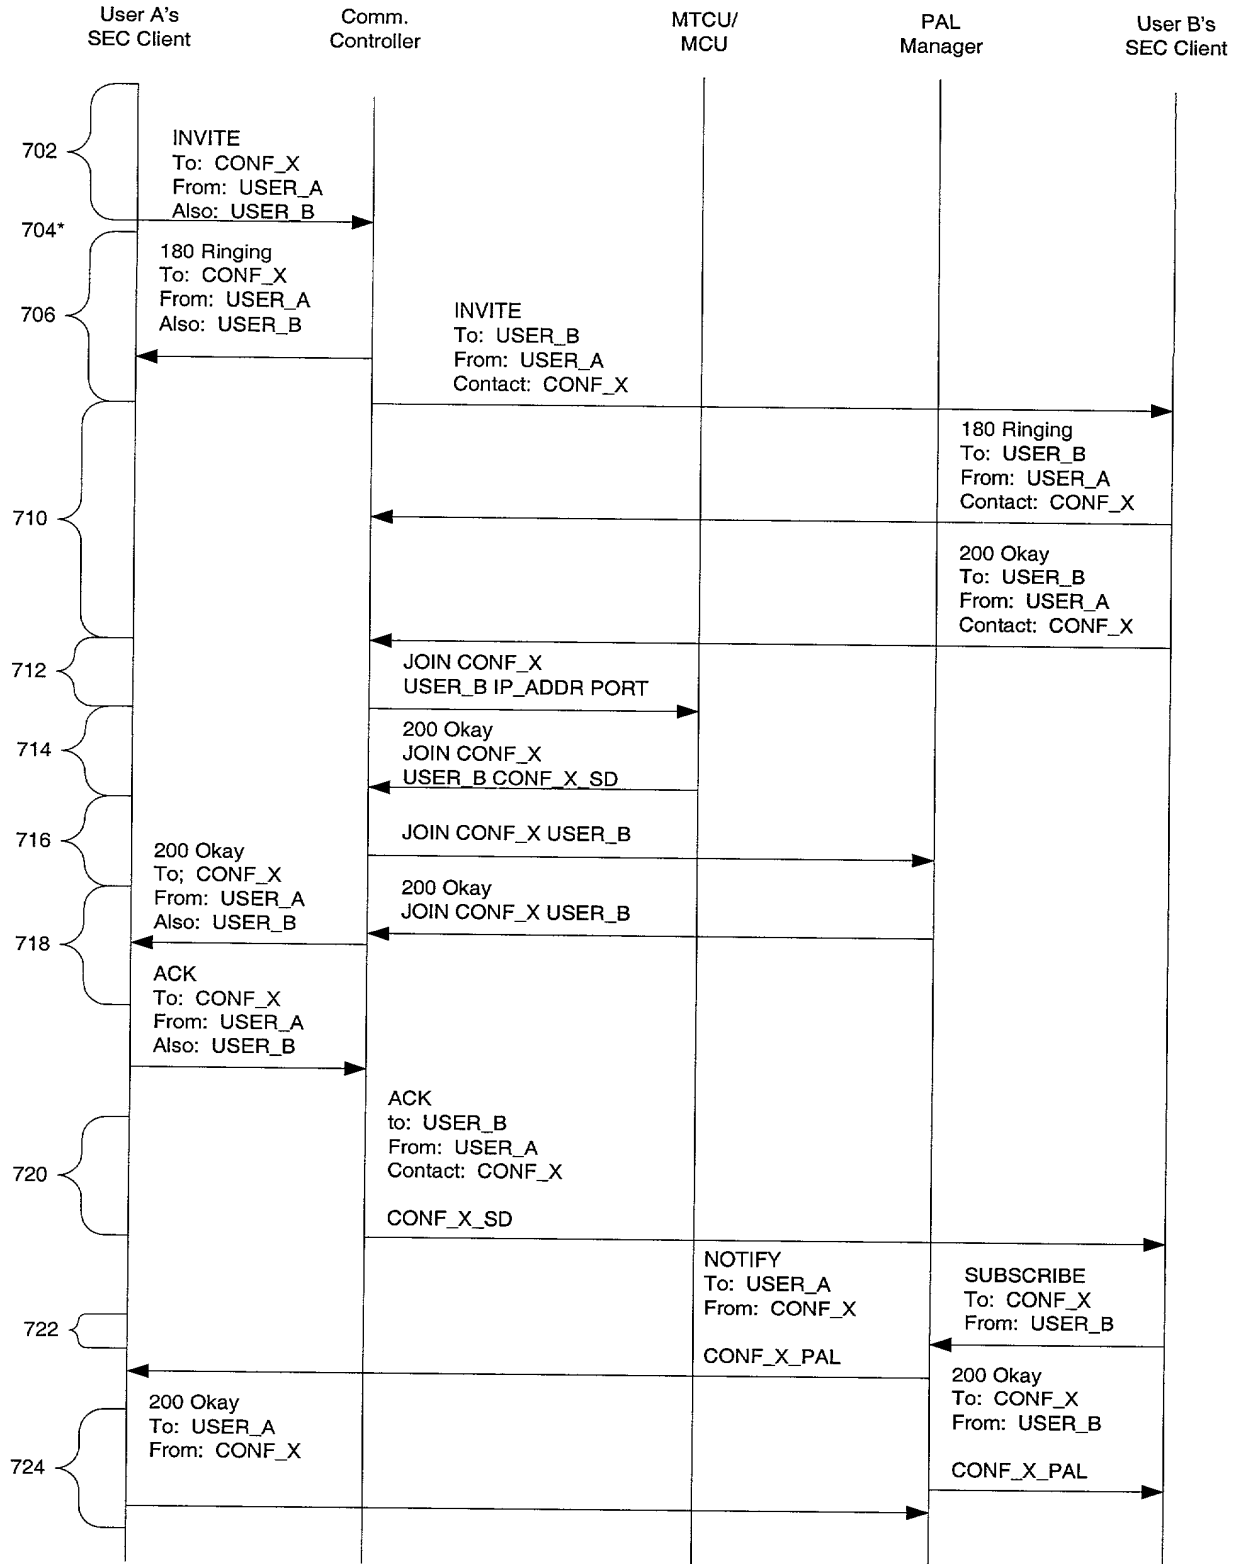 User A's
SEC Client
Comm.
Controller
MTCU/
MCU
PAL
Manager
User B's
SEC Client
702
INVITE
To: CONF_X
From: USER_A
Also: USER_B
704*
706
180 Ringing
To: CONF_X
From: USER_A
Also: USER_B
INVITE
To: USER_B
From: USER_A
Contact: CONF_X
710
180 Ringing
To: USER_B
From: USER_A
Contact: CONF_X
200 Okay
To: USER_B
From: USER_A
Contact: CONF_X
712
JOIN CONF_X
USER_B IP_ADDR PORT
714
200 Okay
JOIN CONF_X
USER_B CONF_X_SD
716
JOIN CONF_X USER_B
200 Okay
To; CONF_X
From: USER_A
Also: USER_B
200 Okay
JOIN CONF_X USER_B
718
ACK
To: CONF_X
From: USER_A
Also: USER_B
720
ACK
to: USER_B
From: USER_A
Contact: CONF_X
CONF_X_SD
NOTIFY
To: USER_A
From: CONF_X
CONF_X_PAL
SUBSCRIBE
To: CONF_X
From: USER_B
722
200 Okay
To: CONF_X
From: USER_B
CONF_X_PAL
200 Okay
To: USER_A
From: CONF_X
724